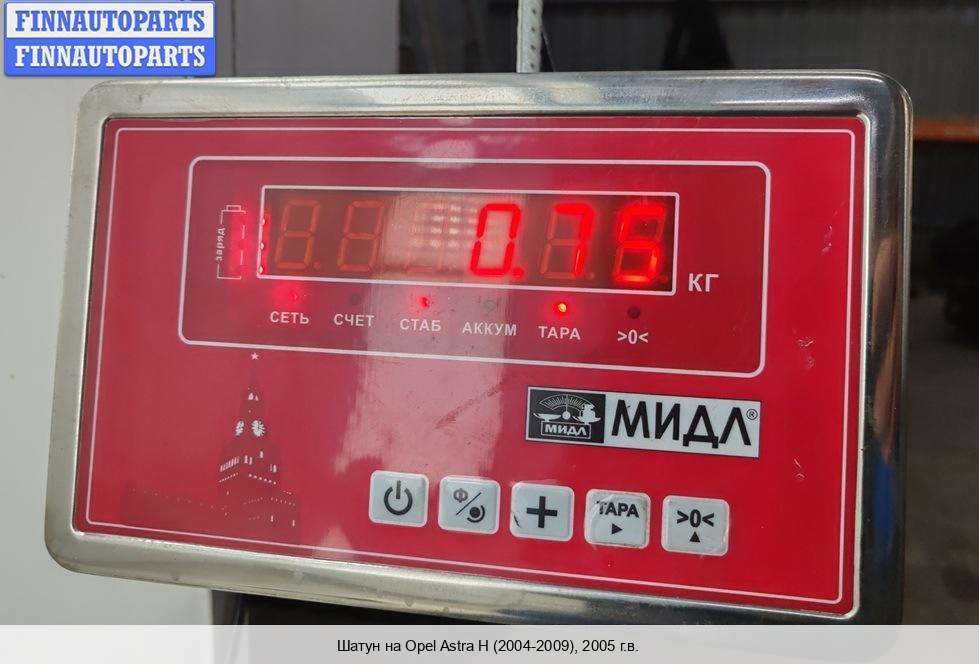 FINNAUTOPARTS
FINNAUTOPARTS
заряд
0.75
КГ
СЕТЬ СЧЕТ СТАБ АККУМ ТАРА >0<
МИДЛ МИДЛ®
Ф
ТАРА >0<
Шатун на Opel Astra H (2004-2009), 2005 г.в.